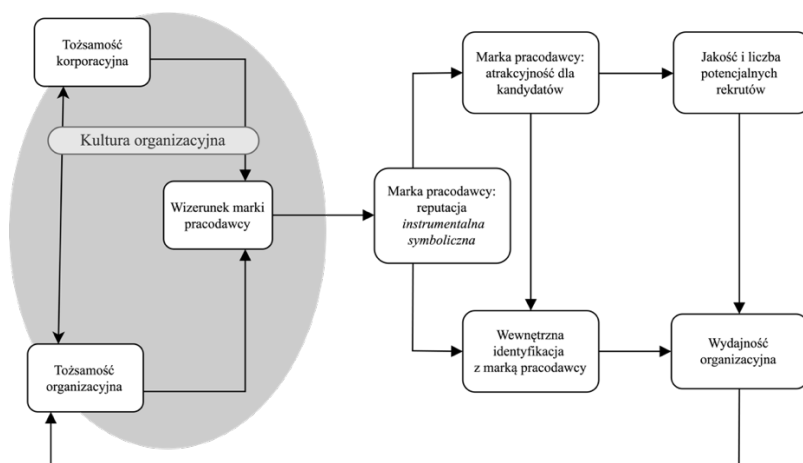 Tożsamość
korporacyjna
Kultura organizacyjna
Wizerunek marki
pracodawcy
Tożsamość
organizacyjna
Marka pracodawcy:
reputacja
instrumentalna
symboliczna
Marka pracodawcy:
atrakcyjność dla
kandydatów
Jakość i liczba
potencjalnych
rekrutów
Wewnętrzna
identyfikacja
z marką pracodawcy
Wydajność
organizacyjna